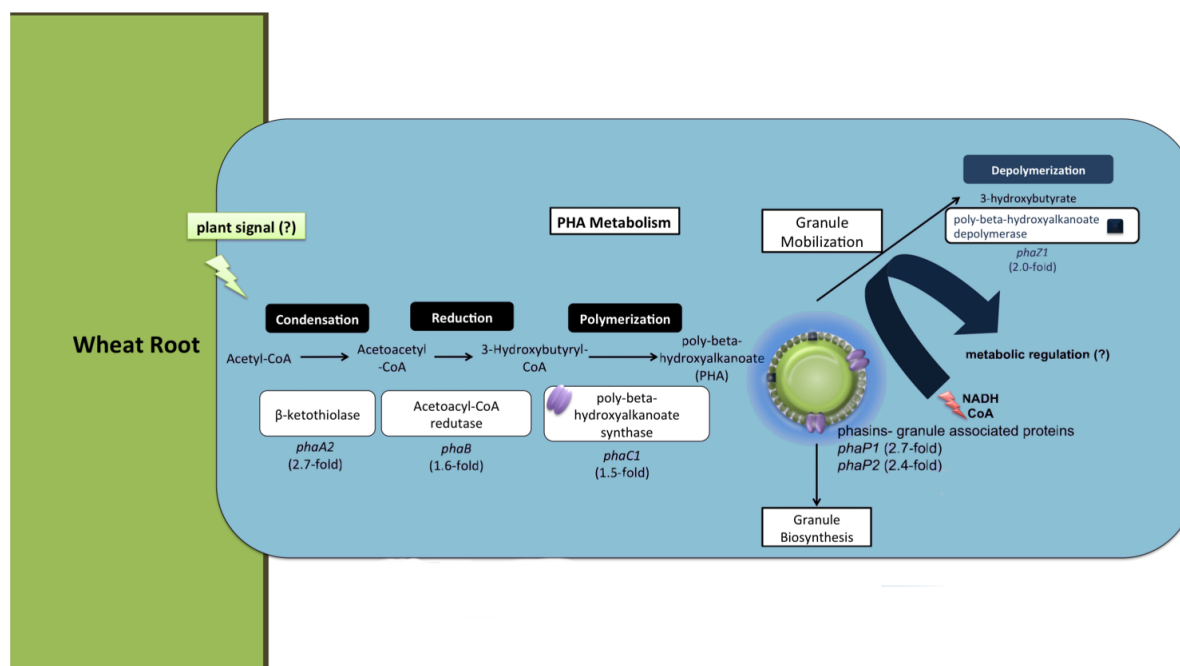 Wheat Root
plant signal (?)
PHA Metabolism
Condensation
Acetyl-CoA
Acetoacetyl
-CoA
β-ketothiolase
phaA2
(2.7-fold)
Reduction
3-Hydroxybutyryl-
CoA
Acetoacyl-CoA
redutase
phaB
(1.6-fold)
Polymerization
poly-beta-
hydroxyalkanoate
(PHA)
poly-beta-
hydroxyalkanoate
synthase
phaC1
(1.5-fold)
Granule
Mobilization
Depolymerization
3-hydroxybutyrate
poly-beta-hydroxyalkanoate
depolymerase
phaZ1
(2.0-fold)
metabolic regulation (?)
NADH
CoA
phasins- granule associated proteins
phaP1 (2.7-fold)
phaP2 (2.4-fold)
Granule
Biosynthesis